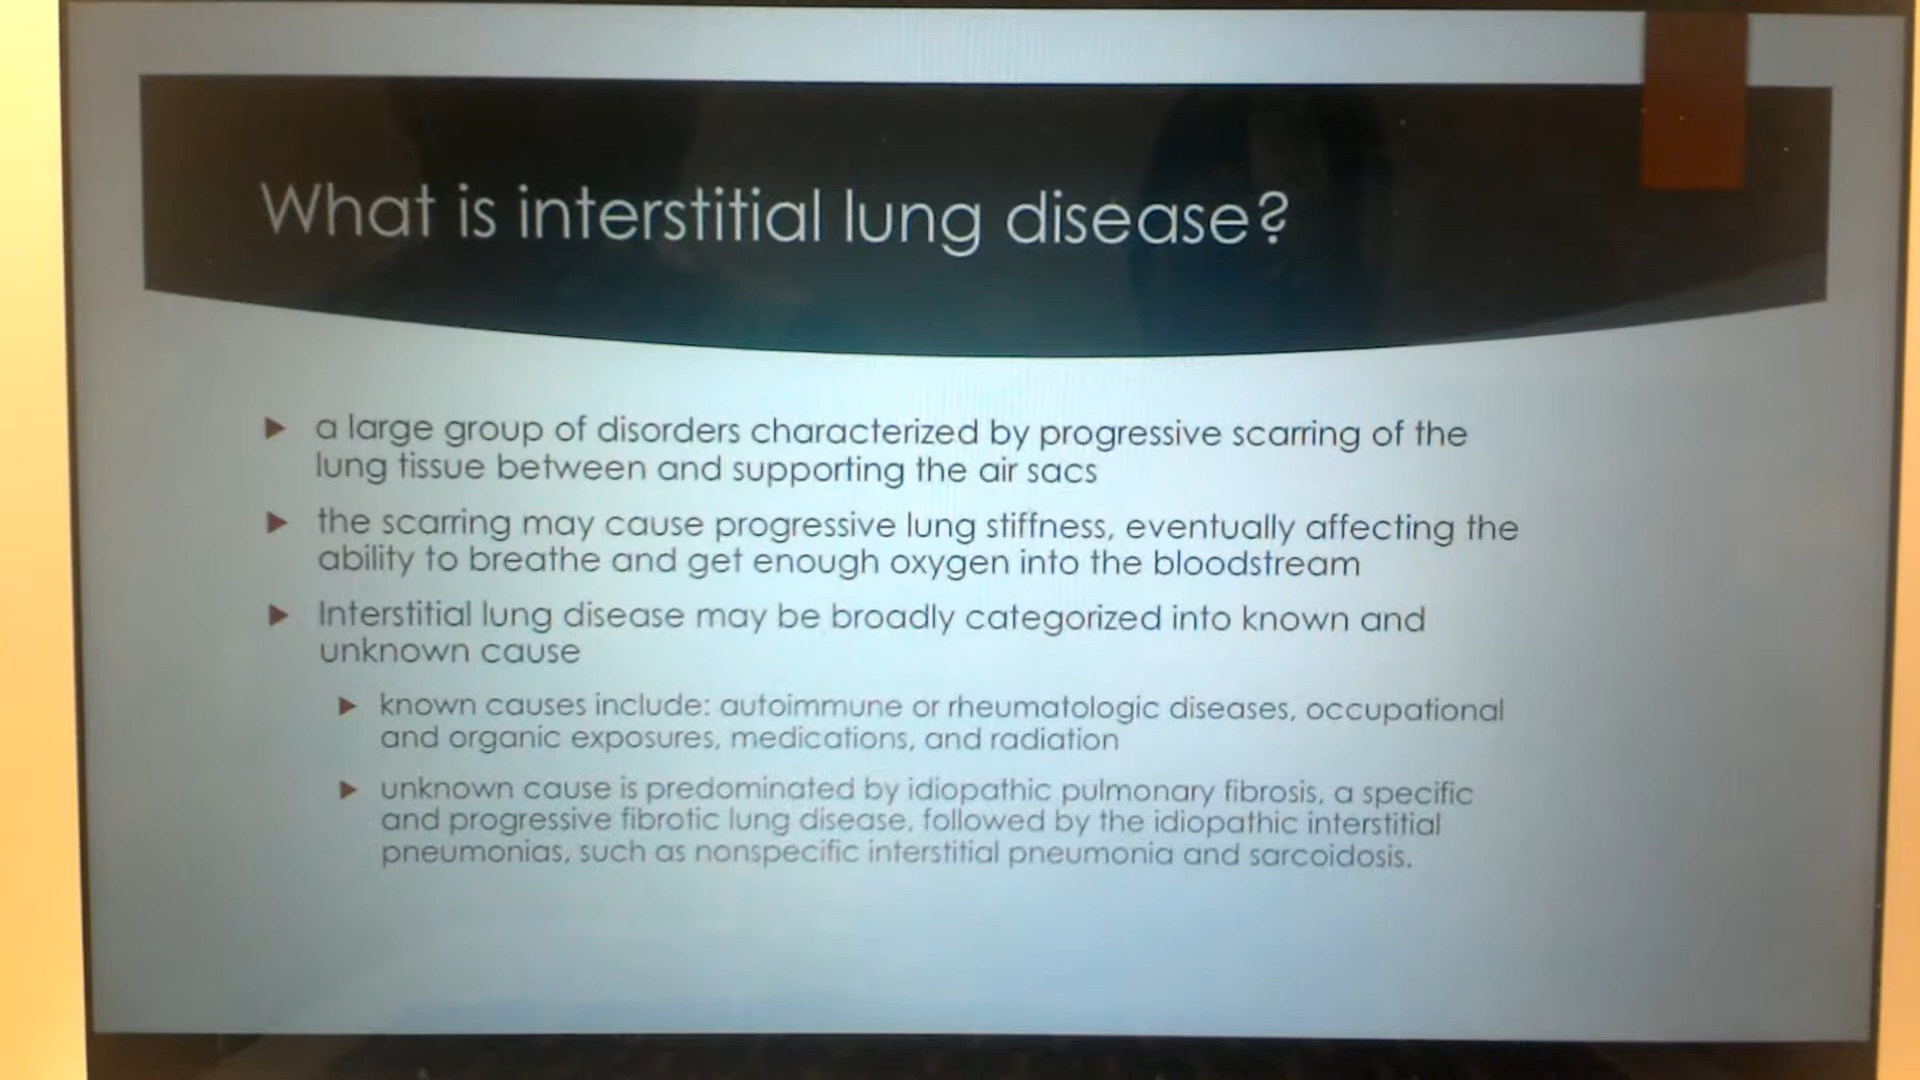 What is interstitial lung disease?
a large group of disorders characterized by progressive scarring of the
lung tissue between and supporting the air sacs
the scarring may cause progressive lung stiffness, eventually affecting the
ability to breathe and get enough oxygen into the bloodstream
Interstitial lung disease may be broadly categorized into known and
unknown cause
known causes include: autoimmune or rheumatologic diseases, occupational
and organic exposures, medications, and radiation
unknown cause is predominated by idiopathic pulmonary fibrosis, a specific
and progressive fibrotic lung disease, followed by the idiopathic interstitial
pneumonias, such as nonspecific interstitial pneumonia and sarcoidosis.